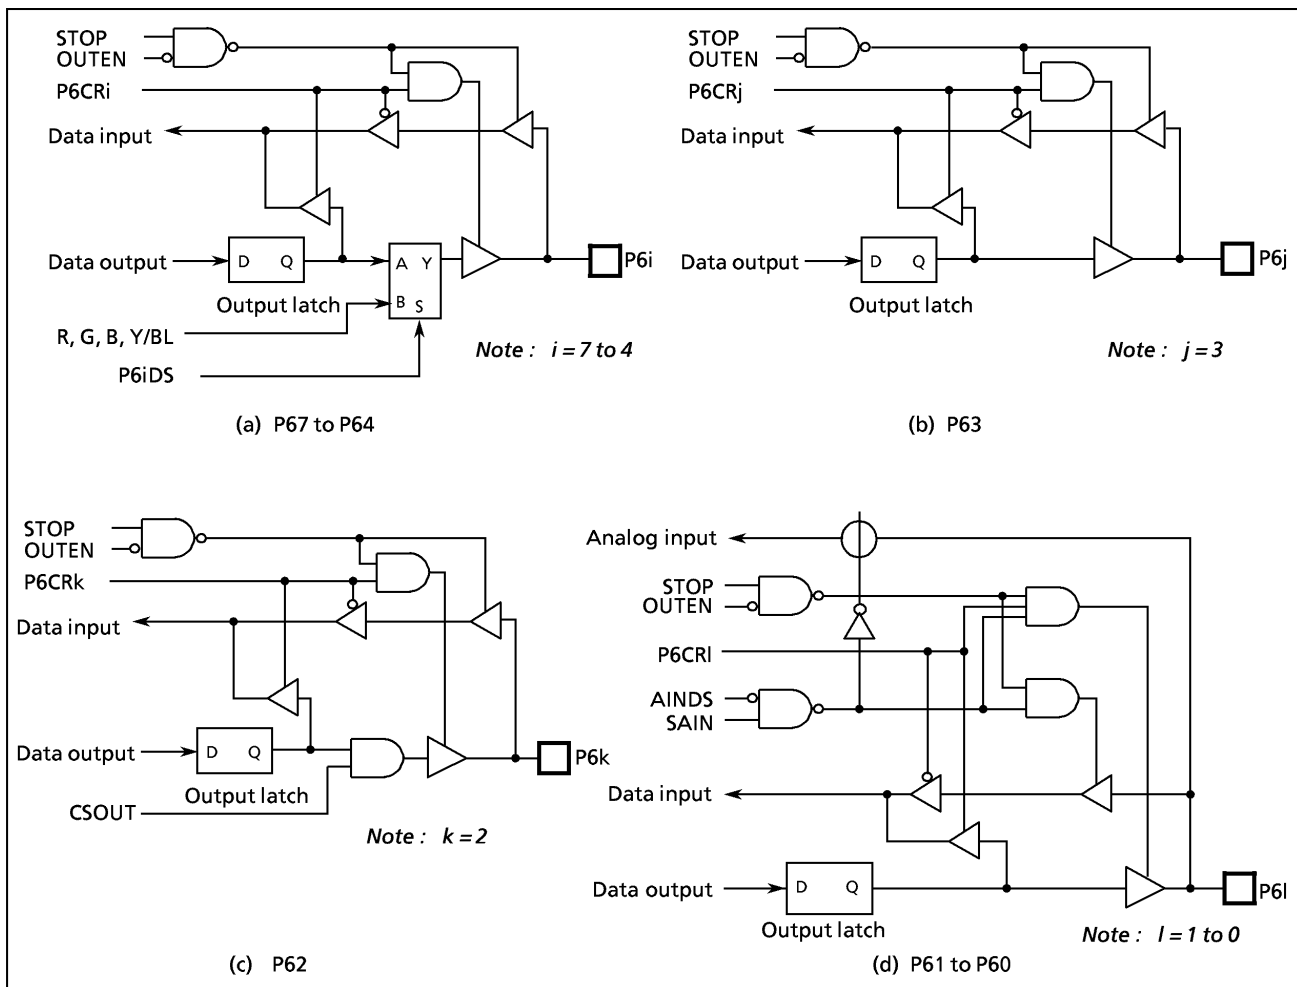 STOP
OUTEN
P6CRi
Data input
Data output
D Q
Output latch
A Y
B S
R, G, B, Y/BL
P6iDS
P6i
Note : i = 7 to 4
(a) P67 to P64
STOP
OUTEN
P6CRj
Data input
Data output
D Q
Output latch
P6j
Note : j = 3
(b) P63
STOP
OUTEN
P6CRk
Data input
Data output
D Q
Output latch
CSOUT
P6k
Note : k = 2
(c) P62
Analog input
STOP
OUTEN
P6CRl
AINDS
SAIN
Data input
Data output
D Q
Output latch
P6l
Note : l = 1 to 0
(d) P61 to P60